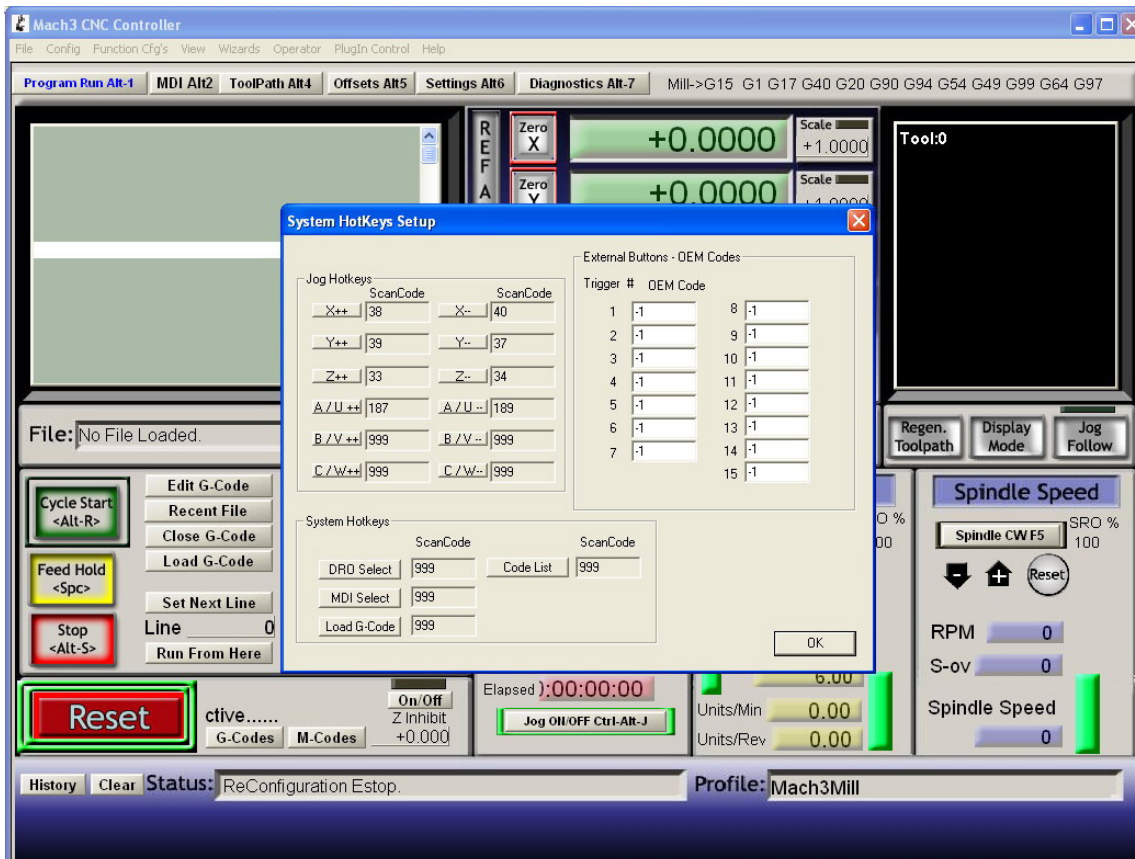 Mach3 CNC Controller
File Config Function Cfg's View Wizards Operator PlugIn Control Help
Program Run Alt-1 MDI Alt2 ToolPath Alt4 Offsets Alt5 Settings Alt6 Diagnostics Alt-7 Mill->G15 G1 G17 G40 G20 G90 G94 G54 G49 G99 G64 G97
R
E
F
A
Zero
X
+0.0000
Scale
+1.0000
Tool:0
Zero
Y
+0.0000
Scale
+1.0000
System HotKeys Setup
Jog Hotkeys
ScanCode ScanCode
X++ 38 X-- 40
Y++ 39 Y-- 37
Z++ 33 Z-- 34
A / U ++ 187 A / U -- 189
B / V ++ 999 B / V -- 999
C / W++ 999 C / W-- 999
External Buttons - OEM Codes
Trigger # OEM Code
1 -1 8 -1
2 -1 9 -1
3 -1 10 -1
4 -1 11 -1
5 -1 12 -1
6 -1 13 -1
7 -1 14 -1
15 -1
System Hotkeys
ScanCode ScanCode
DRO Select 999 Code List 999
MDI Select 999
Load G-Code 999
OK
File: No File Loaded.
Regen.
Toolpath
Display
Mode
Jog
Follow
Cycle Start
<Alt-R>
Feed Hold
<Spc>
Stop
<Alt-S>
Edit G-Code
Recent File
Close G-Code
Load G-Code
Set Next Line
Line 0
Run From Here
Spindle Speed
Spindle CW F5
SRO %
100
- + Reset
RPM 0
S-ov 0
Spindle Speed
0
Reset
ctive......
G-Codes M-Codes
On/Off
Z Inhibit
+0.000
Elapsed ):00:00:00
Jog ON/OFF Ctrl-Alt-J
6.00
Units/Min 0.00
Units/Rev 0.00
History Clear Status: ReConfiguration Estop.
Profile: Mach3Mill